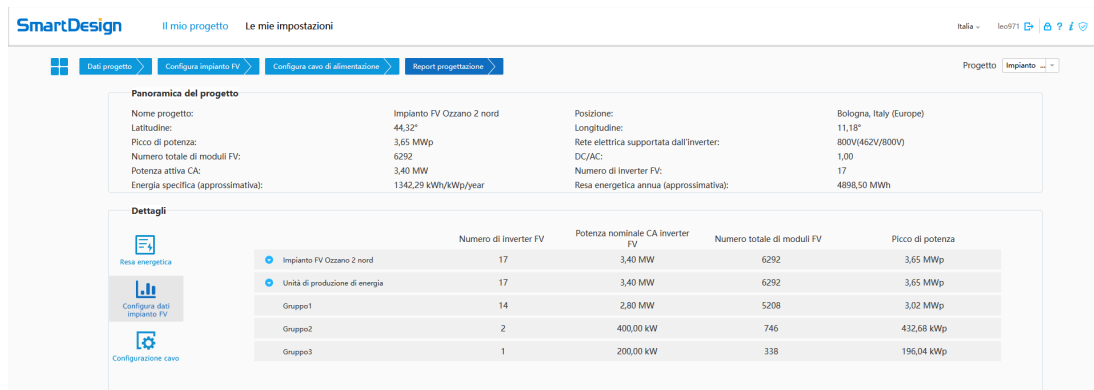 SmartDesign Il mio progetto Le mie impostazioni Italia leo971 ? i
Dati progetto Configura impianto FV Configura cavo di alimentazione Report progettazione Progetto Impianto ...
Panoramica del progetto
Nome progetto: Impianto FV Ozzano 2 nord Posizione: Bologna, Italy (Europe)
Latitudine: 44,32° Longitudine: 11,18°
Picco di potenza: 3,65 MWp Rete elettrica supportata dall'inverter: 800V(462V/800V)
Numero totale di moduli FV: 6292 DC/AC: 1,00
Potenza attiva CA: 3,40 MW Numero di inverter FV: 17
Energia specifica (approssimativa): 1342,29 kWh/kWp/year Resa energetica annua (approssimativa): 4898,50 MWh
Dettagli
Resa energetica
Configura dati
impianto FV
Configurazione cavo
Numero di inverter FV Potenza nominale CA inverter
FV Numero totale di moduli FV Picco di potenza
Impianto FV Ozzano 2 nord 17 3,40 MW 6292 3,65 MWp
Unità di produzione di energia 17 3,40 MW 6292 3,65 MWp
Gruppo1 14 2,80 MW 5208 3,02 MWp
Gruppo2 2 400,00 kW 746 432,68 kWp
Gruppo3 1 200,00 kW 338 196,04 kWp